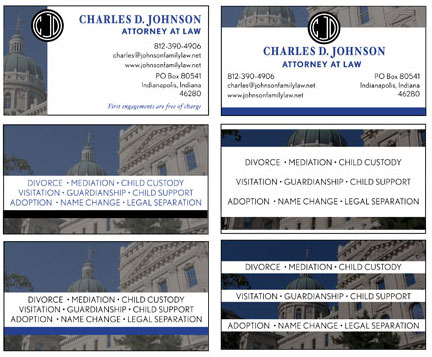 CJD
CHARLES D. JOHNSON
ATTORNEY AT LAW
812-390-4906
charles@johnsonfamilylaw.net
www.johnsonfamilylaw.net
PO Box 80541
Indianapolis, Indiana
46280
First engagements are free of charge
CJD
CHARLES D. JOHNSON
ATTORNEY AT LAW
812-390-4906
charles@johnsonfamilylaw.net
www.johnsonfamilylaw.net
PO Box 80541
Indianapolis, Indiana
46280
DIVORCE • MEDIATION • CHILD CUSTODY
VISITATION • GUARDIANSHIP • CHILD SUPPORT
ADOPTION • NAME CHANGE • LEGAL SEPARATION
DIVORCE • MEDIATION • CHILD CUSTODY
VISITATION • GUARDIANSHIP • CHILD SUPPORT
ADOPTION • NAME CHANGE • LEGAL SEPARATION
DIVORCE • MEDIATION • CHILD CUSTODY
VISITATION • GUARDIANSHIP • CHILD SUPPORT
ADOPTION • NAME CHANGE • LEGAL SEPARATION
DIVORCE • MEDIATION • CHILD CUSTODY
VISITATION • GUARDIANSHIP • CHILD SUPPORT
ADOPTION • NAME CHANGE • LEGAL SEPARATION